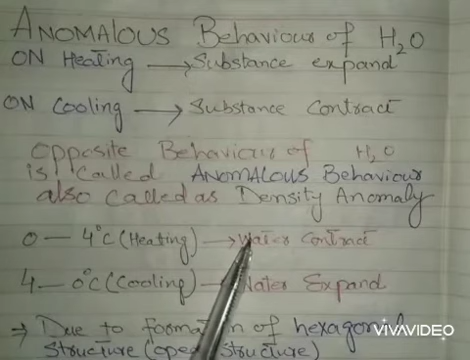 ANOMALOUS Behaviour of H₂O
ON Heating → Substance expand
ON Cooling → Substance Contract
Opposite Behaviour of H₂O
is Called ANOMALOUS Behaviour
also Called as Density Anomaly
0 — 4°C (Heating) → Water Contract
4 — 0°C (Cooling) → Water Expand
→ Due to formation of hexagonal
Structure (open Structure)
VIVAVIDEO